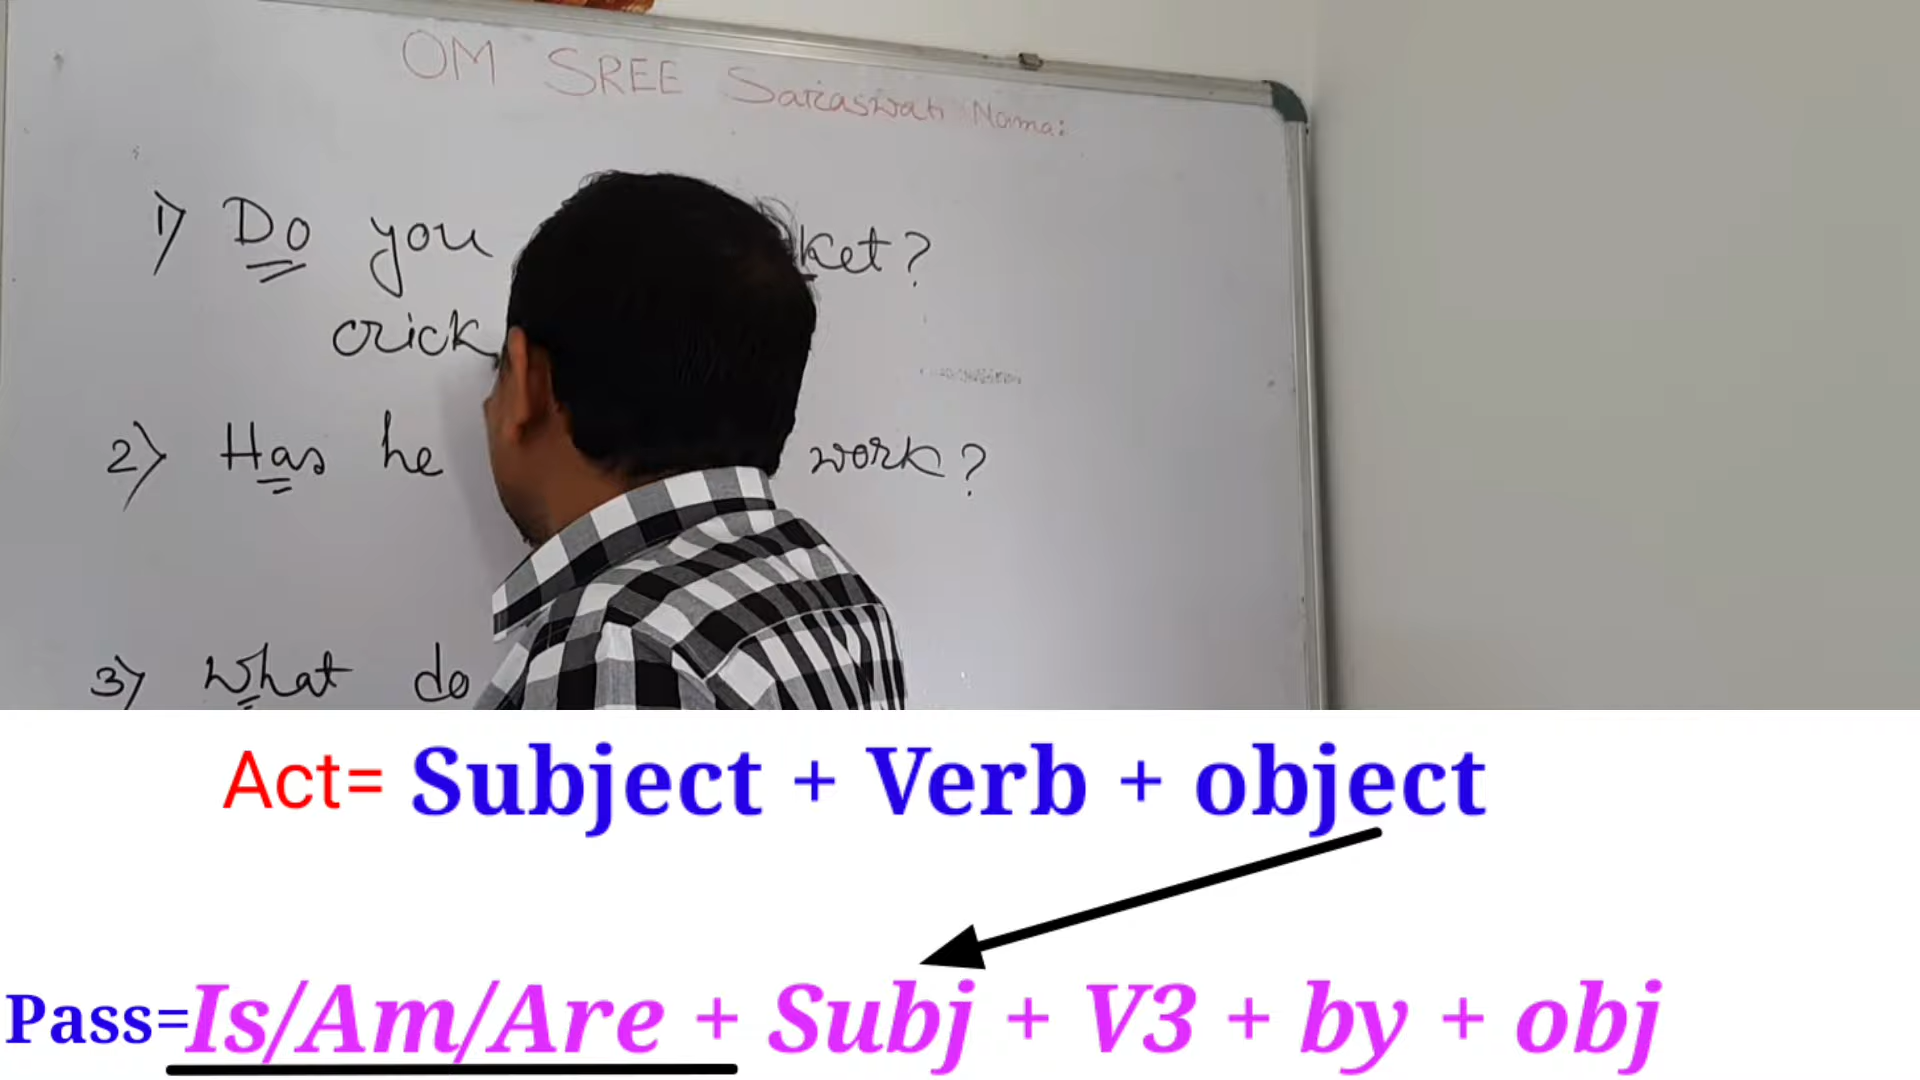 OM SREE Saraswati Nama:
1) Do you ket?
crick
2) Has he work?
3) What do
Act= Subject + Verb + object
Pass=Is/Am/Are + Subj + V3 + by + obj